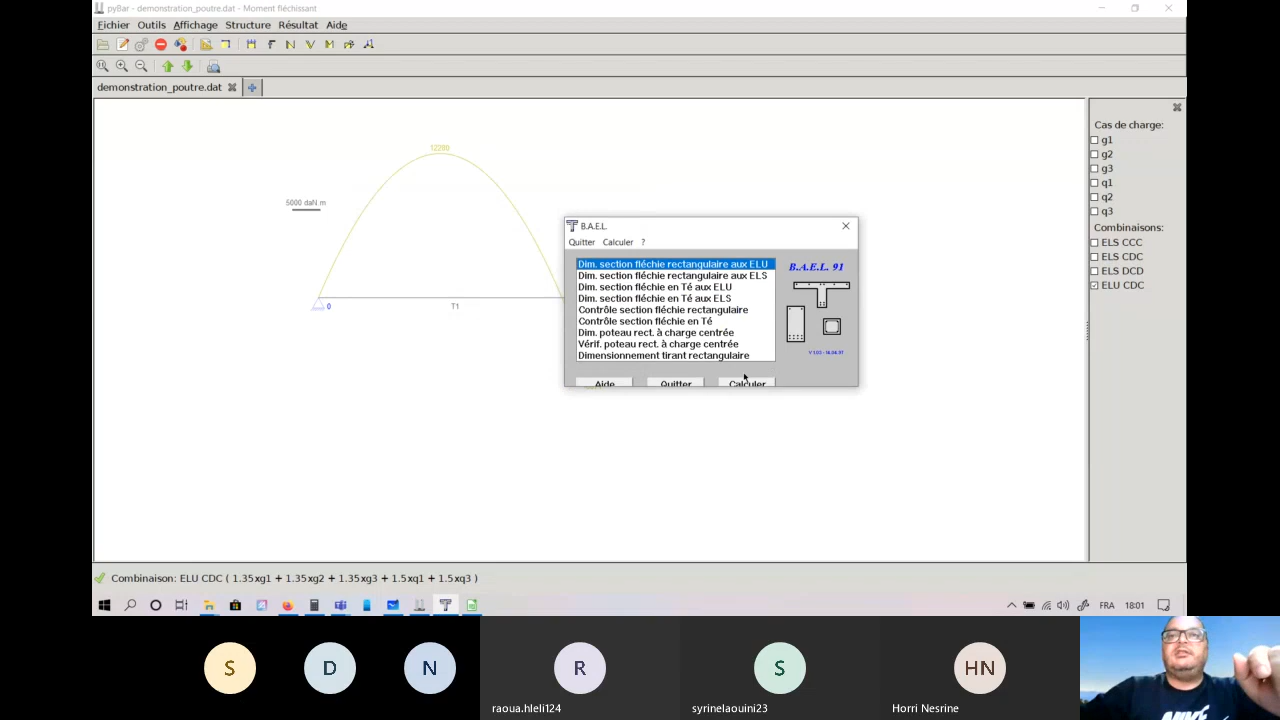 pyBar - demonstration_poutre.dat - Moment fléchissant
Fichier Outils Affichage Structure Résultat Aide
demonstration_poutre.dat
12200
5000 daN.m
0
T1
B.A.E.L.
Quitter Calculer ?
Dim. section fléchie rectangulaire aux ELU
Dim. section fléchie rectangulaire aux ELS
Dim. section fléchie en Té aux ELU
Dim. section fléchie en Té aux ELS
Contrôle section fléchie rectangulaire
Contrôle section fléchie en Té
Dim. poteau rect. à charge centrée
Vérif. poteau rect. à charge centrée
Dimensionnement tirant rectangulaire
B.A.E.L. 91
Aide Quitter Calculer
Cas de charge:
g1
g2
g3
q1
q2
q3
Combinaisons:
ELS CCC
ELS CDC
ELS DCD
ELU CDC
Combinaison: ELU CDC ( 1.35xg1 + 1.35xg2 + 1.35xg3 + 1.5xq1 + 1.5xq3 )
FRA 18:01
S D N R S HN
raoua.hleli124 syrinelaouini23 Horri Nesrine
NIKE